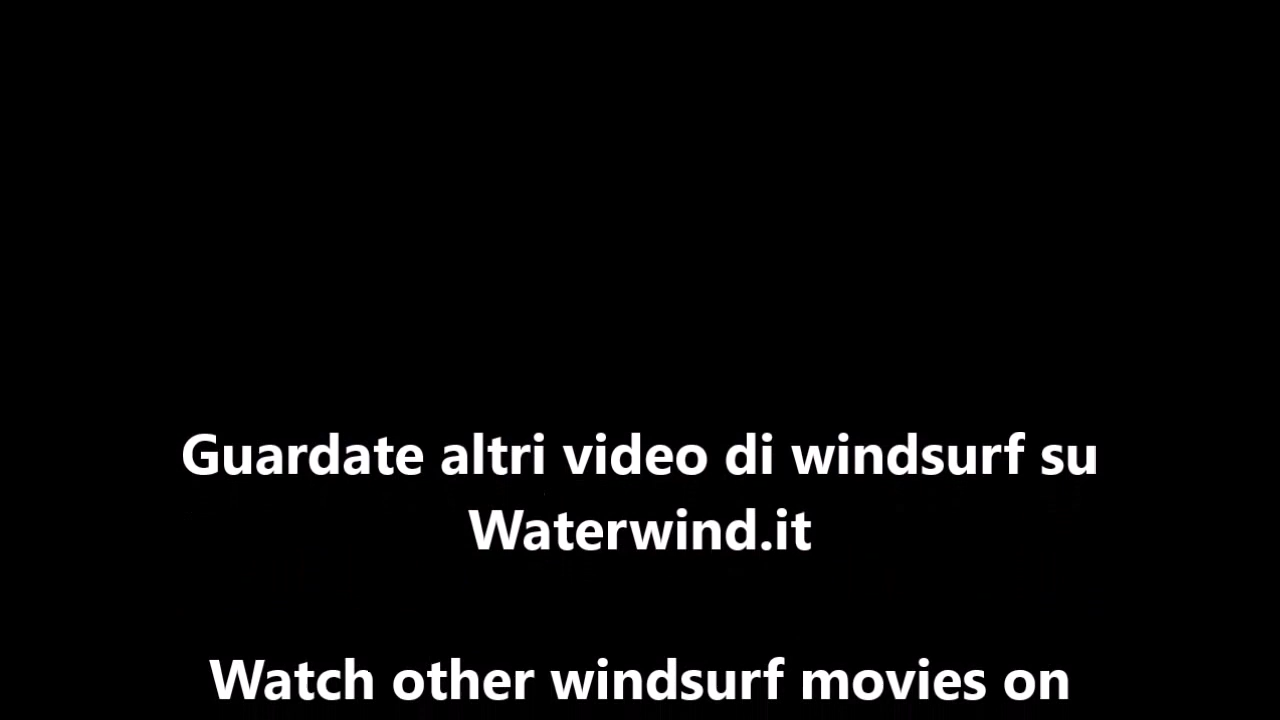 Guardate altri video di windsurf su
Waterwind.it
Watch other windsurf movies on